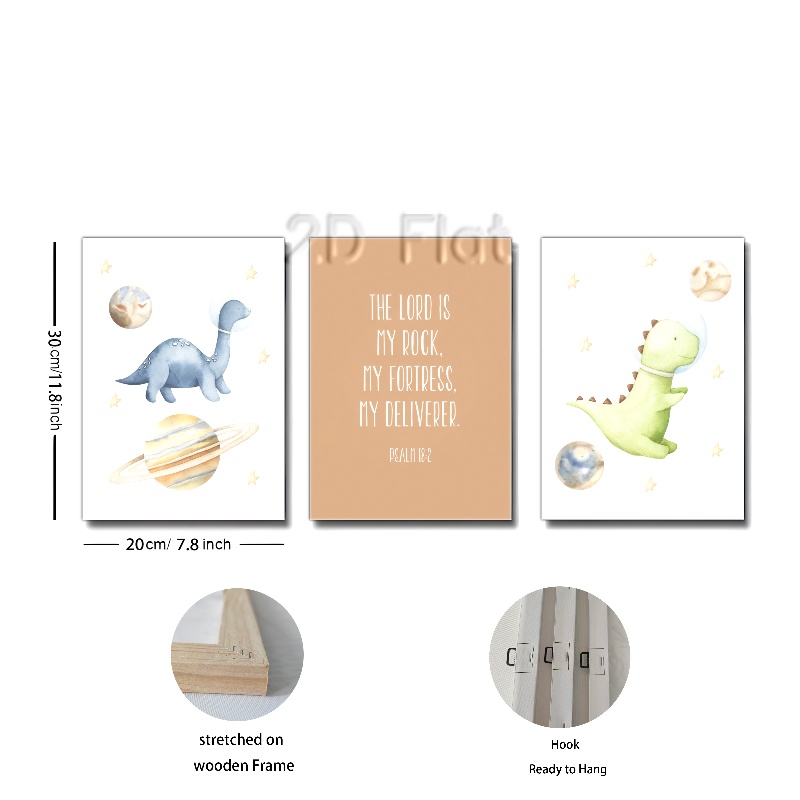 2D Flat
THE LORD IS
MY ROCK,
MY FORTRESS,
MY DELIVERER.
PSALM 18:2
30cm/11.8inch
20cm/ 7.8 inch
stretched on
wooden Frame
Hook
Ready to Hang